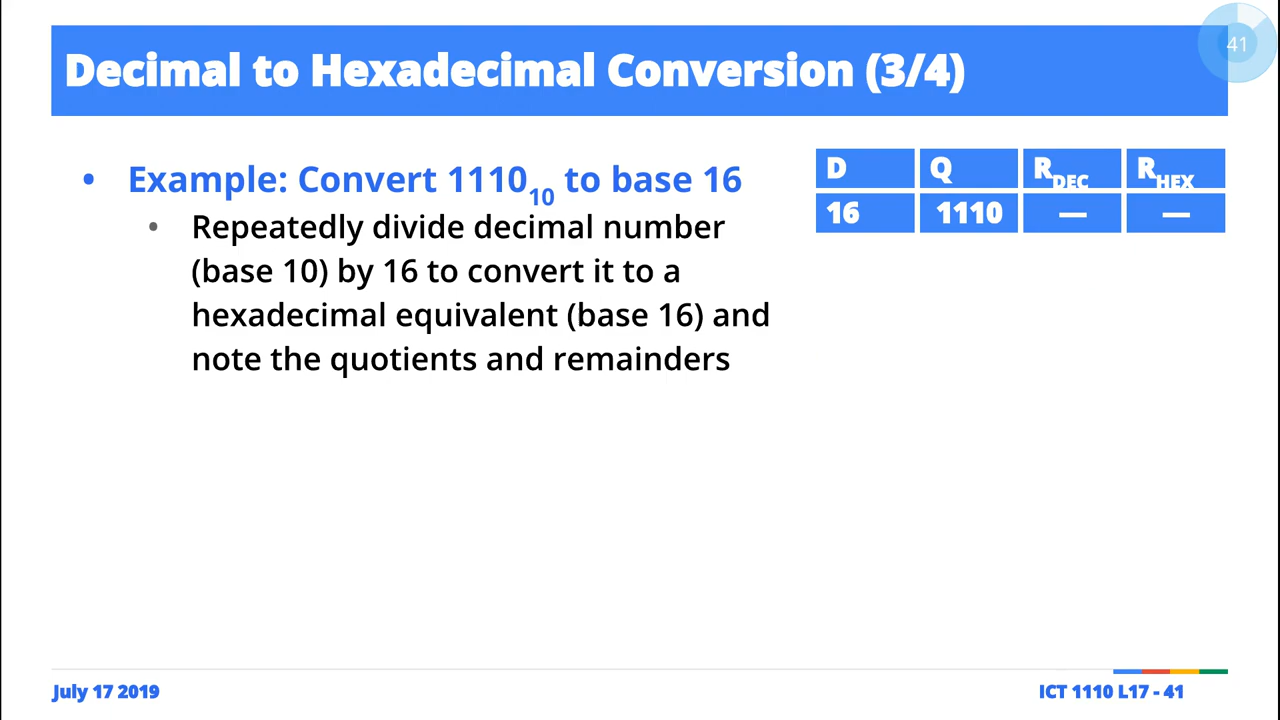 41
Decimal to Hexadecimal Conversion (3/4)
• Example: Convert 1110₁₀ to base 16
• Repeatedly divide decimal number
(base 10) by 16 to convert it to a
hexadecimal equivalent (base 16) and
note the quotients and remainders
D Q R_DEC R_HEX
16 1110 — —
July 17 2019
ICT 1110 L17 - 41